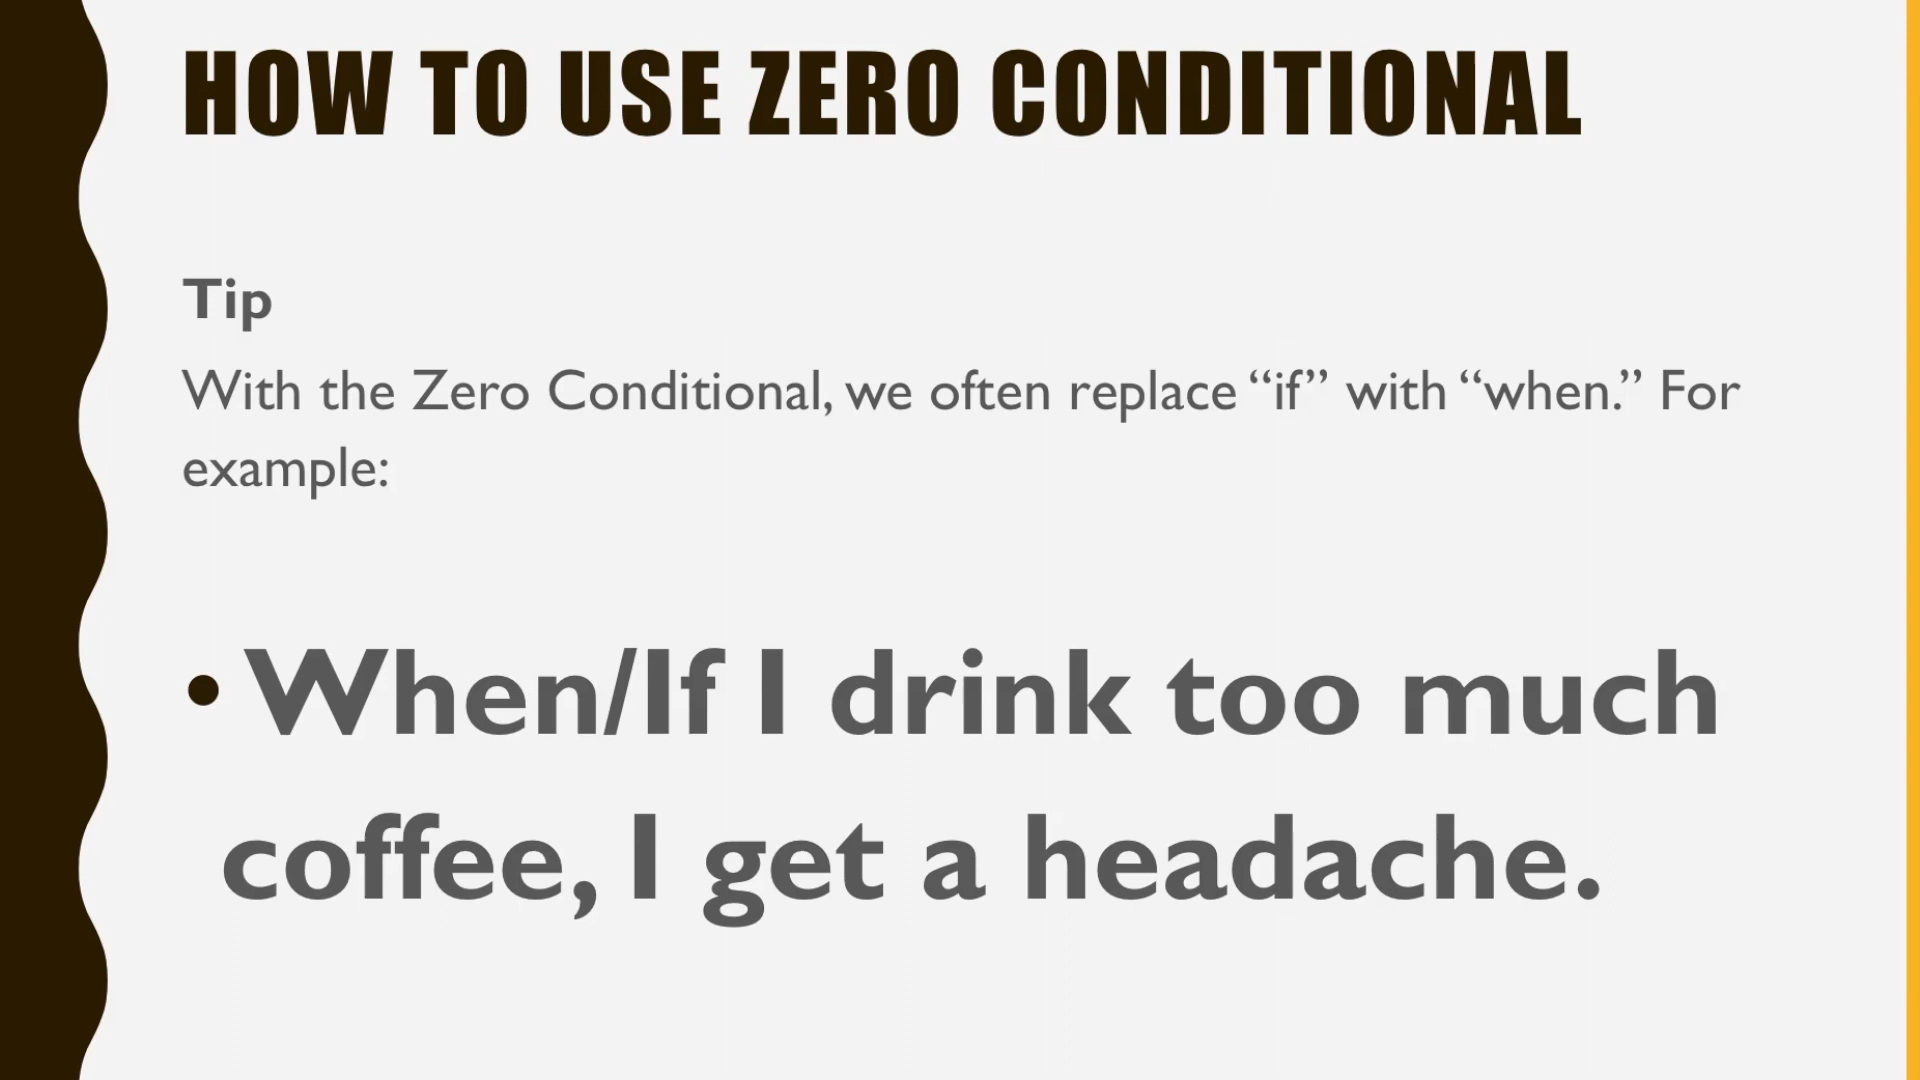 HOW TO USE ZERO CONDITIONAL
Tip
With the Zero Conditional, we often replace “if” with “when.” For
example:
• When/If I drink too much
coffee, I get a headache.